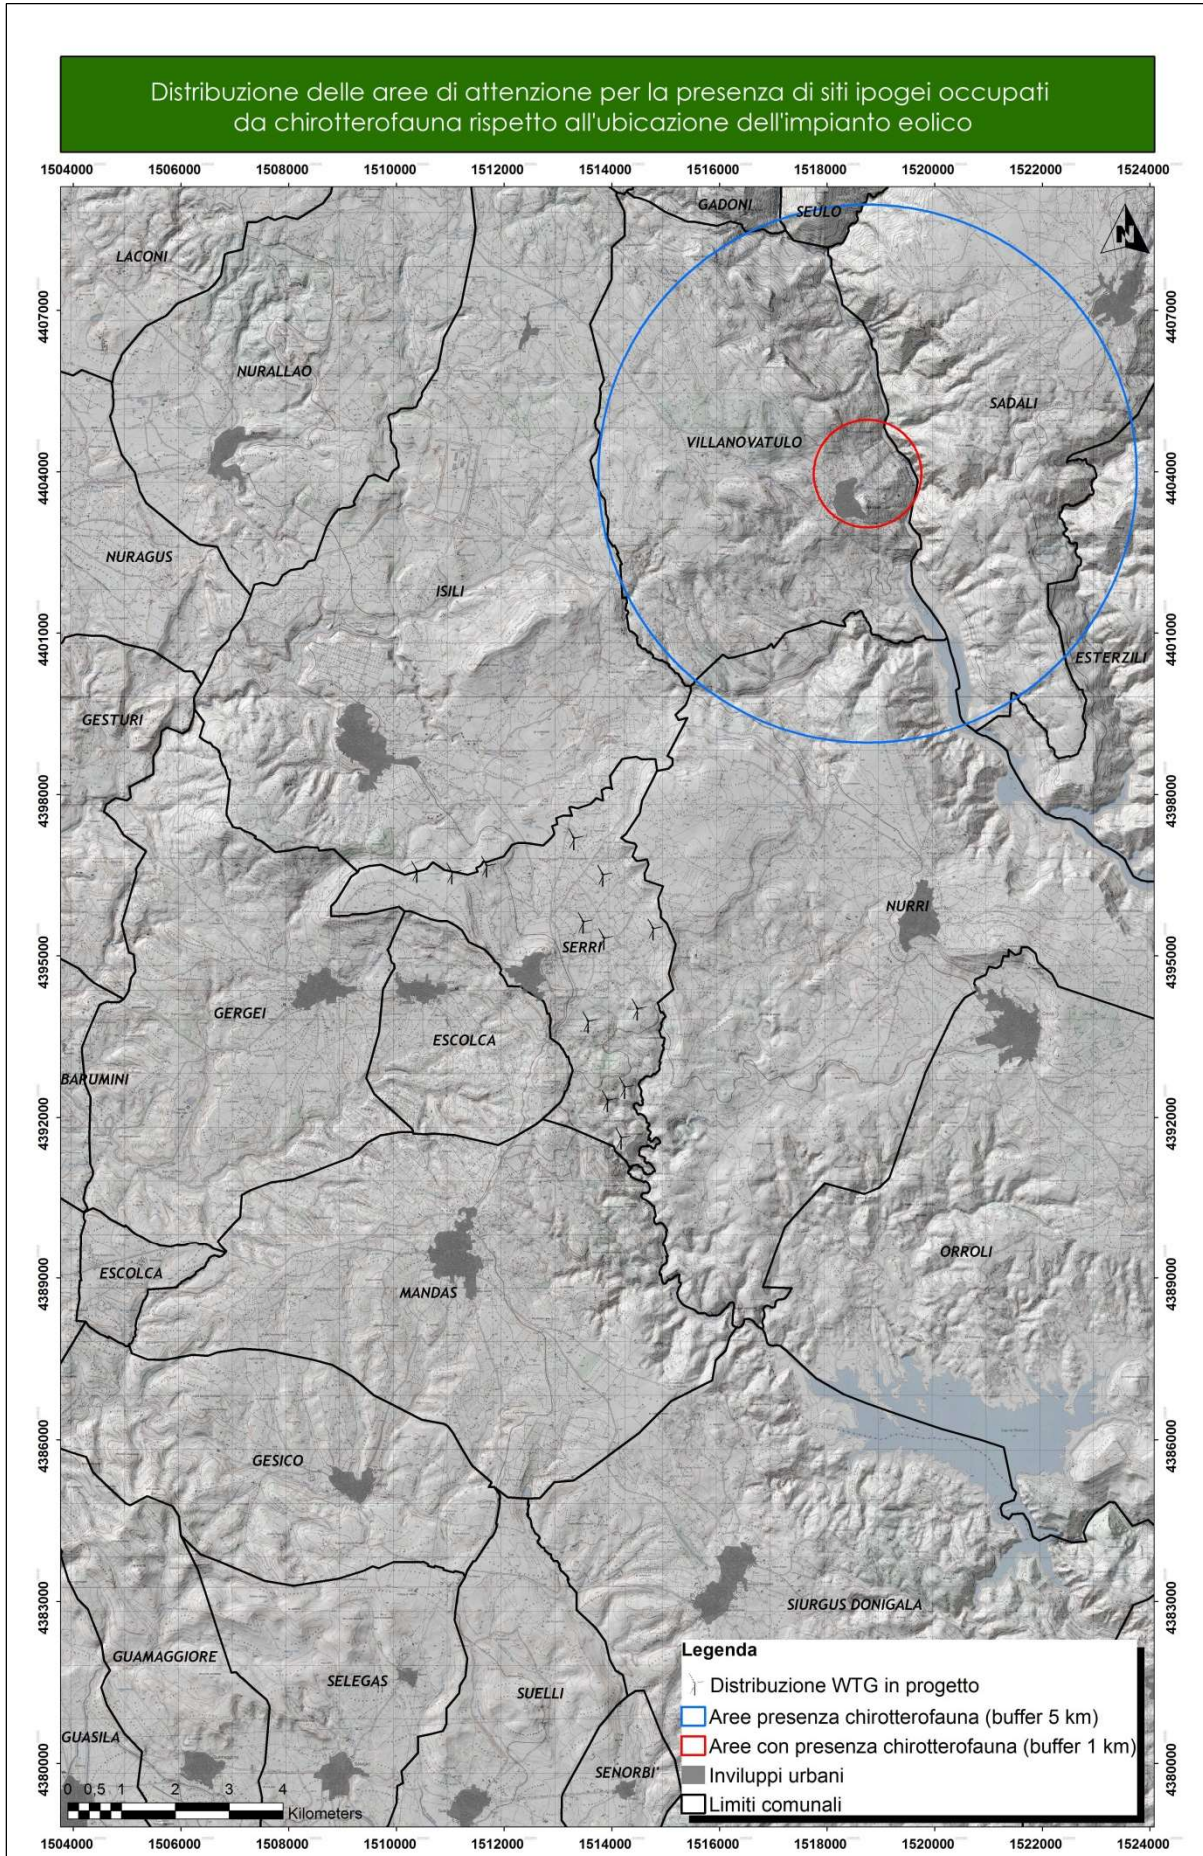 Distribuzione delle aree di attenzione per la presenza di siti ipogei occupati
da chirotterofauna rispetto all'ubicazione dell'impianto eolico
1504000 1506000 1508000 1510000 1512000 1514000 1516000 1518000 1520000 1522000 1524000
GADONI
SEULO
N
LACONI
4407000 4407000
NURALLAO
SADALI
VILLANOVATULO
4404000 4404000
NURAGUS
ISILI
4401000 4401000
ESTERZILI
GESTURI
4398000 4398000
NURRI
SERRI
4395000 4395000
GERGEI
ESCOLCA
BARUMINI
4392000 4392000
ORROLI
ESCOLCA
4389000 4389000
MANDAS
4386000 4386000
GESICO
4383000 4383000
SIURGUS DONIGALA
GUAMAGGIORE
SELEGAS
SUELLI
GUASILA
SENORBI'
4380000 4380000
Legenda
Distribuzione WTG in progetto
Aree presenza chirotterofauna (buffer 5 km)
Aree con presenza chirotterofauna (buffer 1 km)
Inviluppi urbani
Limiti comunali
0 0,5 1 2 3 4
Kilometers
1504000 1506000 1508000 1510000 1512000 1514000 1516000 1518000 1520000 1522000 1524000